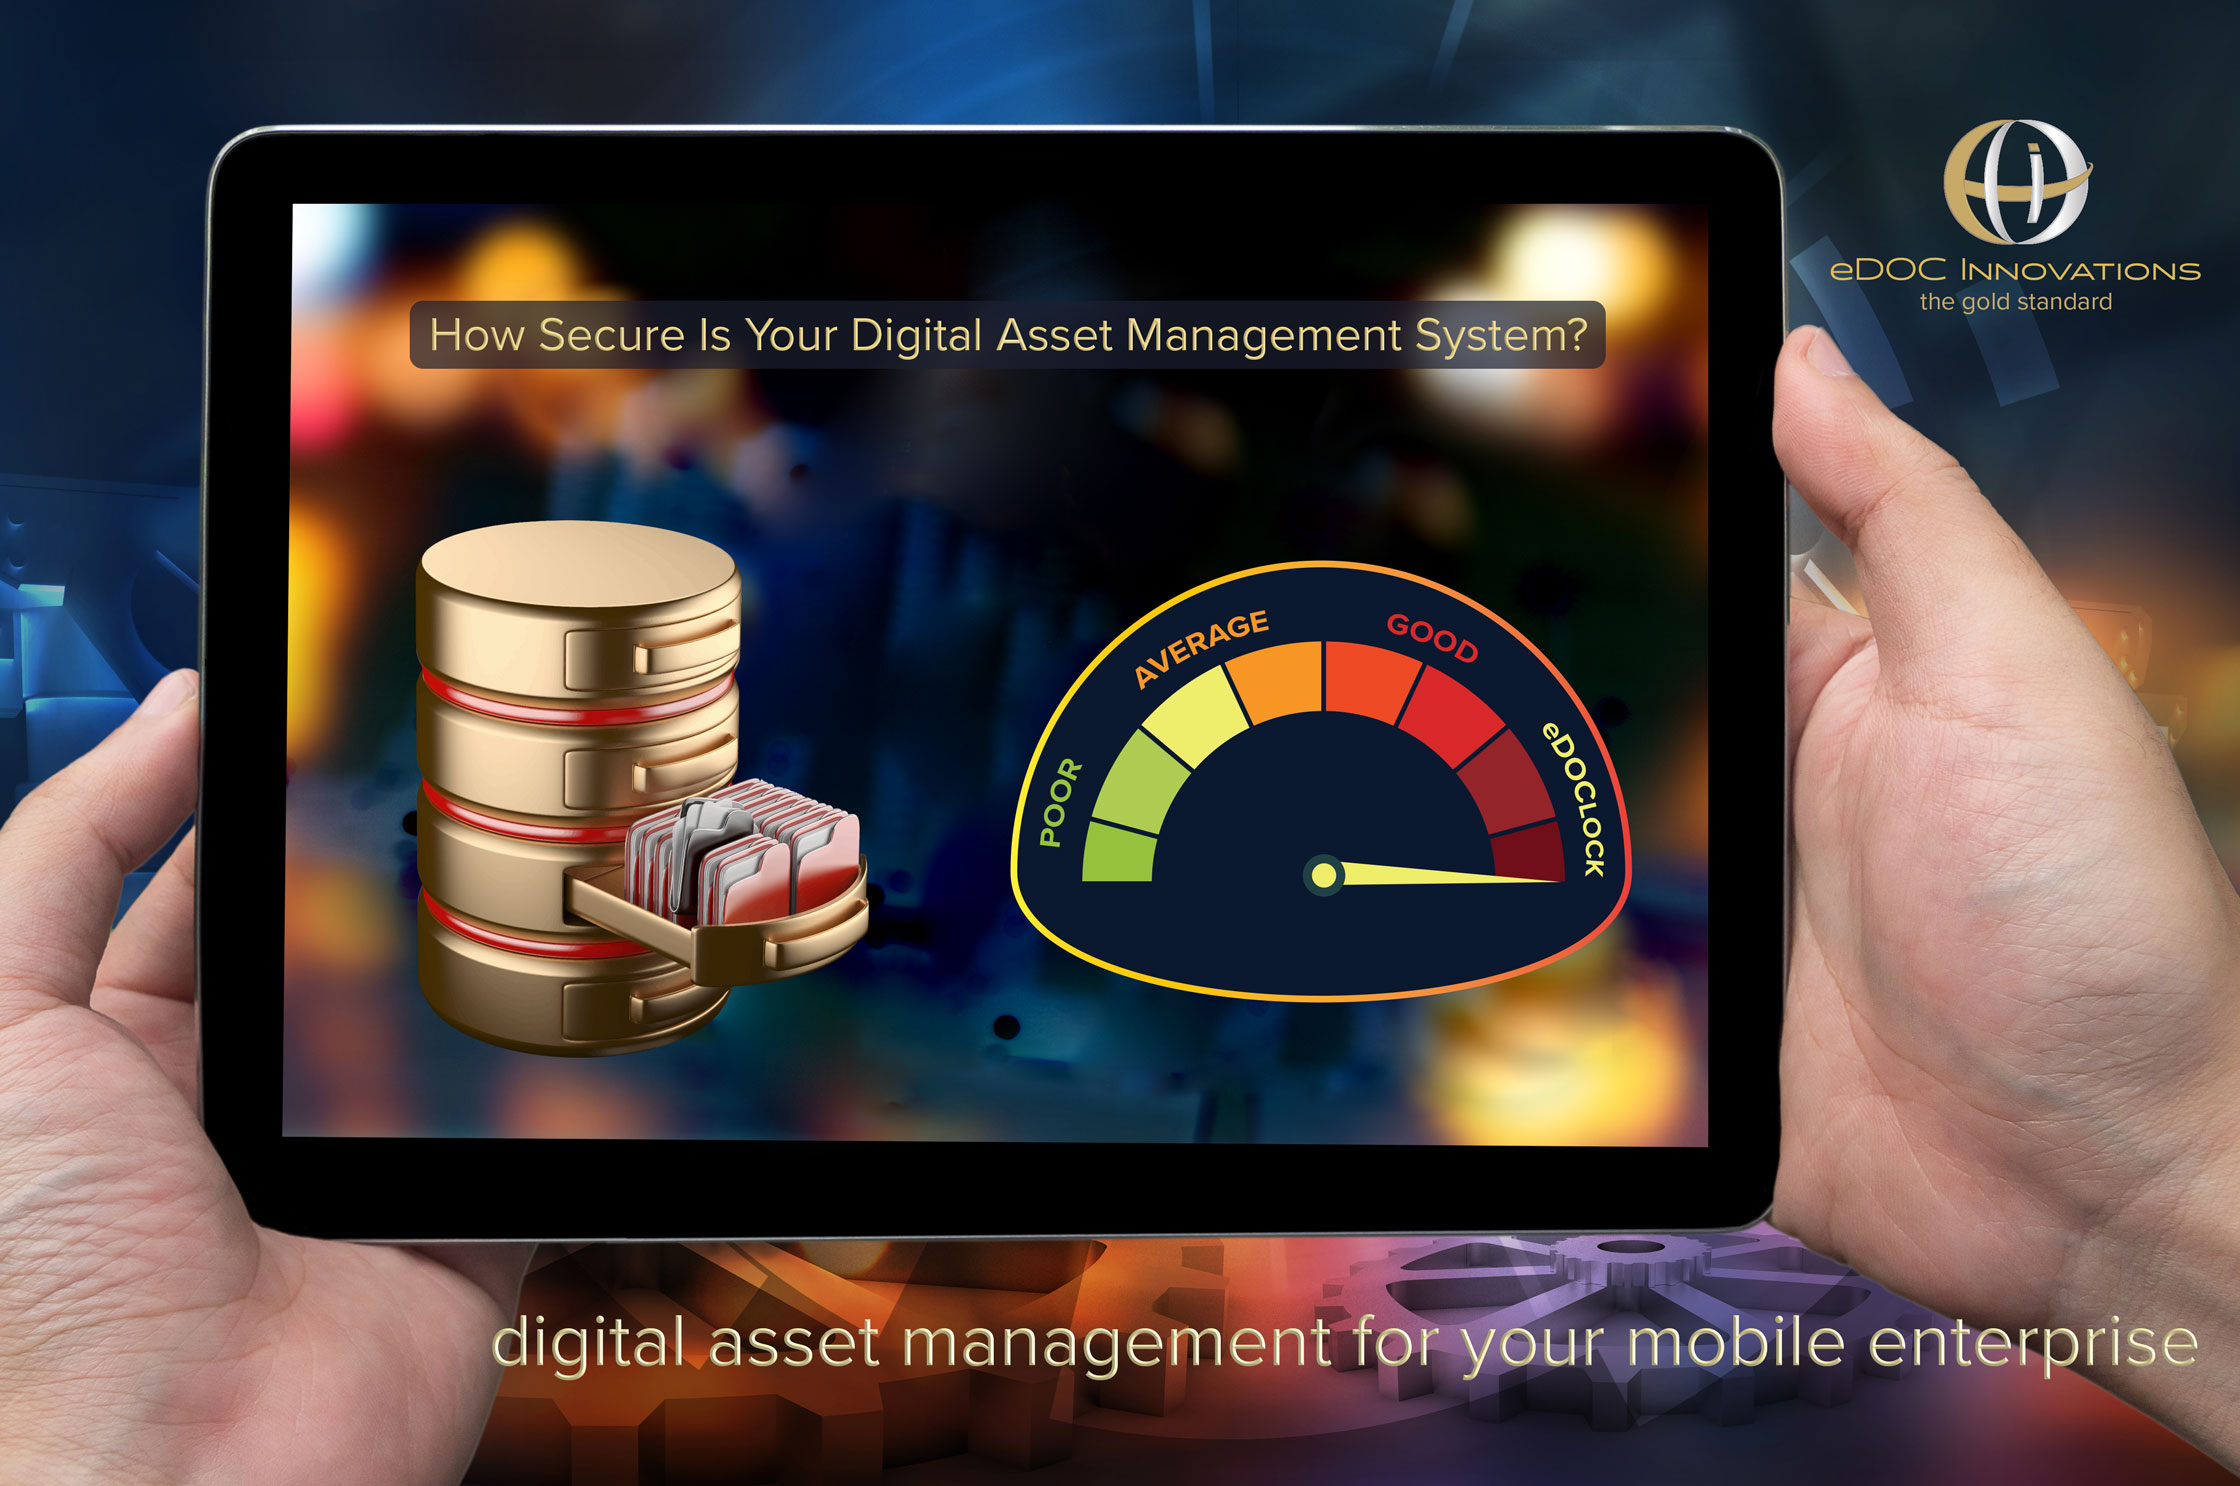 eDOC INNOVATIONS
the gold standard
How Secure Is Your Digital Asset Management System?
POOR
AVERAGE
GOOD
eDOCLOCK
digital asset management for your mobile enterprise